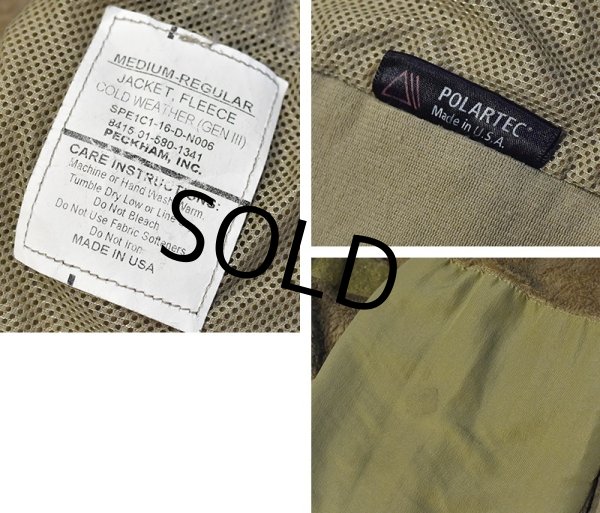 MEDIUM-REGULAR
JACKET, FLEECE
COLD WEATHER (GEN III)
SPE1C1-16-D-N006
8415-01-580-1341
PECKHAM, INC.
CARE INSTRUCTIONS:
Machine or Hand Wash Warm.
Tumble Dry Low or Line
Do Not Bleach
Do Not Use Fabric Softeners
Do Not Iron
MADE IN USA
POLARTEC®
Made in U.S.A.
SOLD